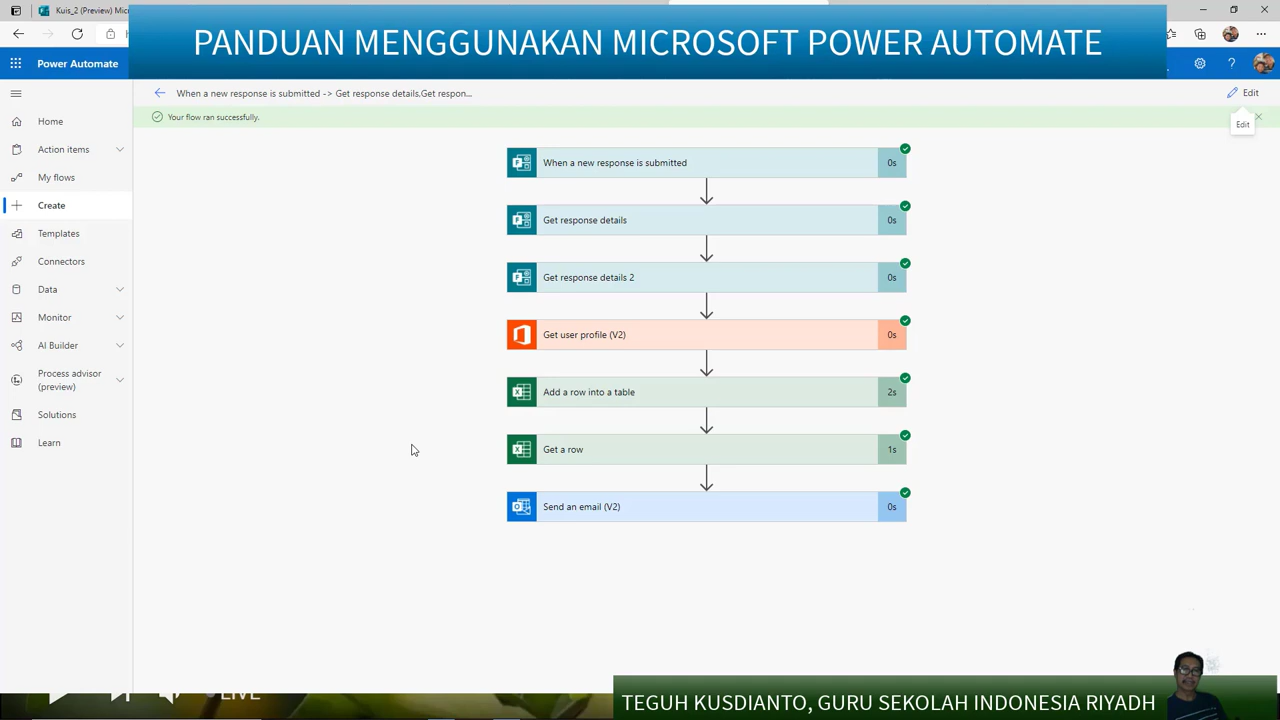 Kuis_2 (Preview) Mic
PANDUAN MENGGUNAKAN MICROSOFT POWER AUTOMATE
Power Automate
When a new response is submitted -> Get response details,Get respon...
Edit
Your flow ran successfully.
Edit
Home
Action items
My flows
Create
Templates
Connectors
Data
Monitor
AI Builder
Process advisor
(preview)
Solutions
Learn
When a new response is submitted 0s
Get response details 0s
Get response details 2 0s
Get user profile (V2) 0s
Add a row into a table 2s
Get a row 1s
Send an email (V2) 0s
LIVE
TEGUH KUSDIANTO, GURU SEKOLAH INDONESIA RIYADH